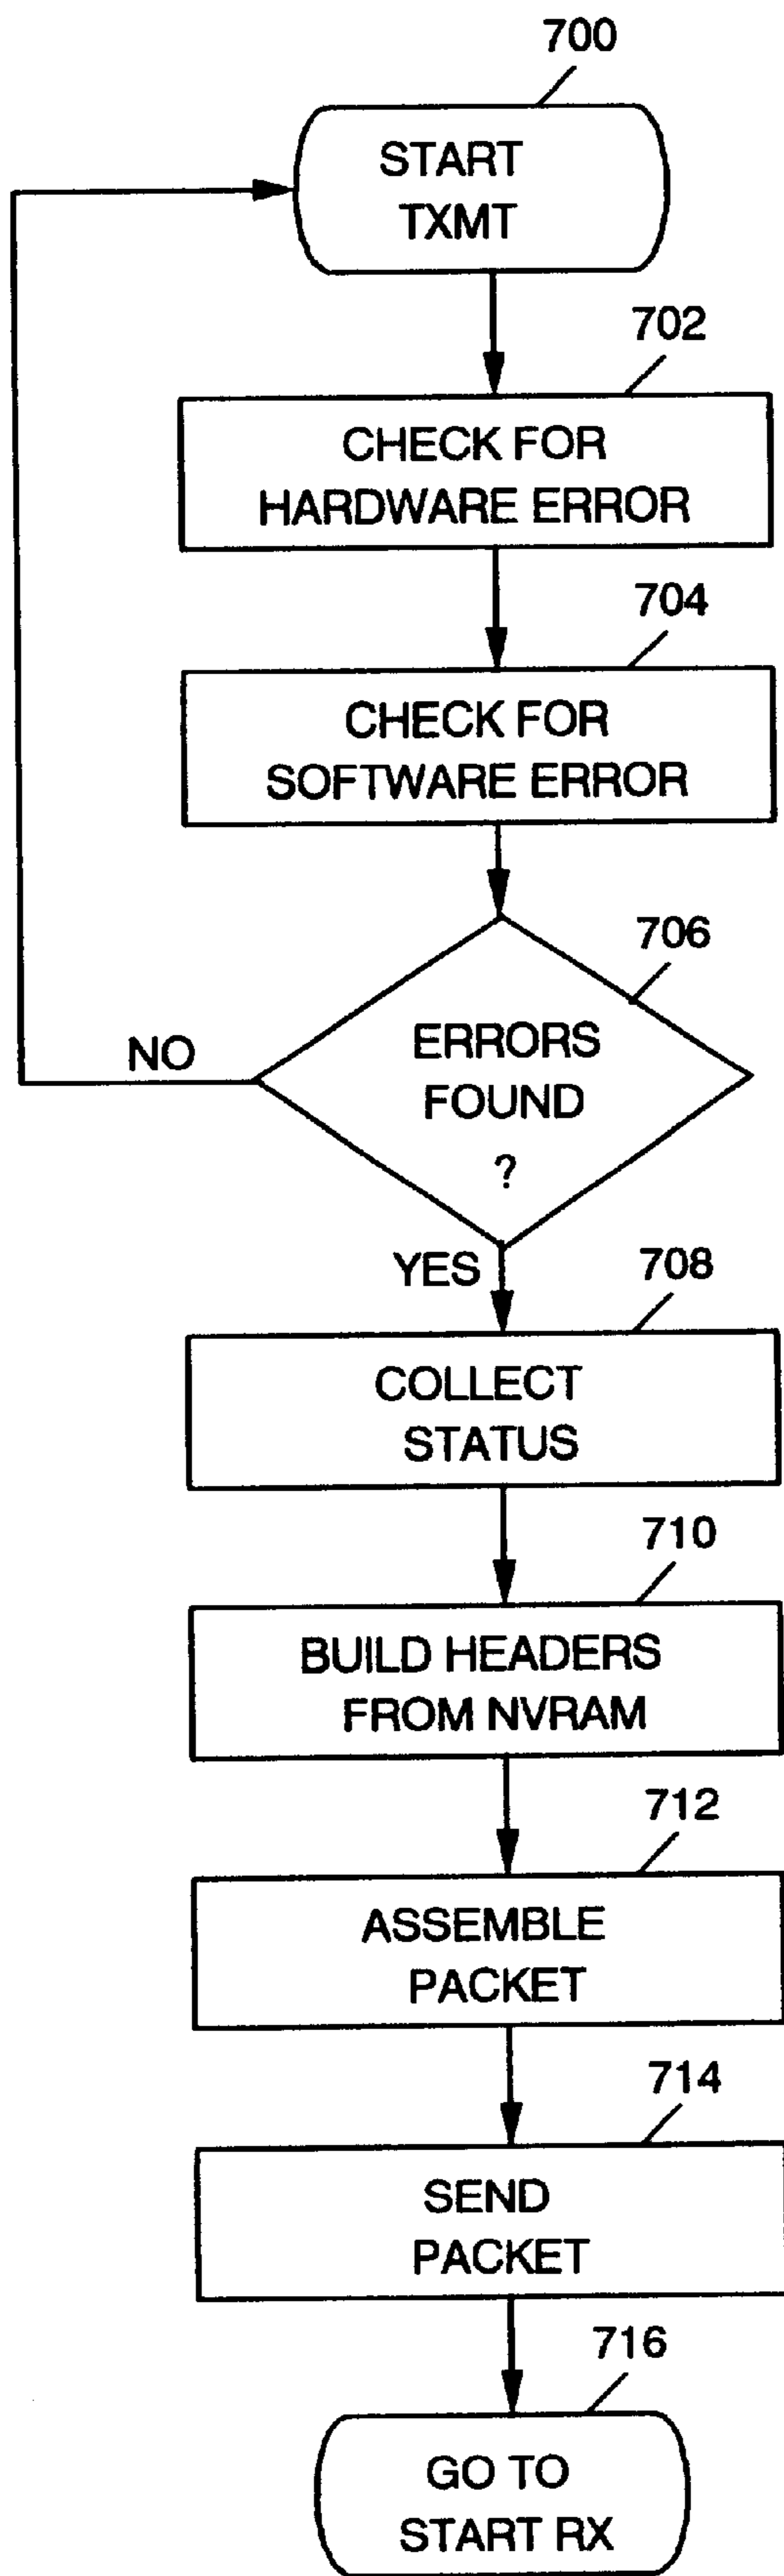 700
START
TXMT
702
CHECK FOR
HARDWARE ERROR
704
CHECK FOR
SOFTWARE ERROR
706
ERRORS
FOUND
?
NO
YES
708
COLLECT
STATUS
710
BUILD HEADERS
FROM NVRAM
712
ASSEMBLE
PACKET
714
SEND
PACKET
716
GO TO
START RX